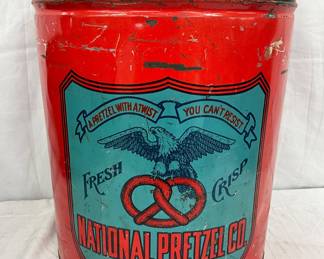 A PRETZEL WITH A TWIST YOU CAN'T RESIST
FRESH CRISP
NATIONAL PRETZEL CO.